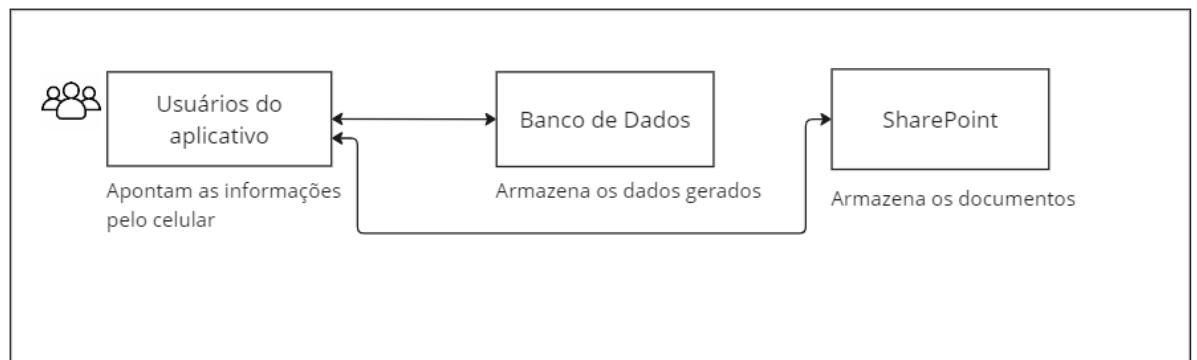 Usuários do
aplicativo
Apontam as informações
pelo celular
Banco de Dados
Armazena os dados gerados
SharePoint
Armazena os documentos